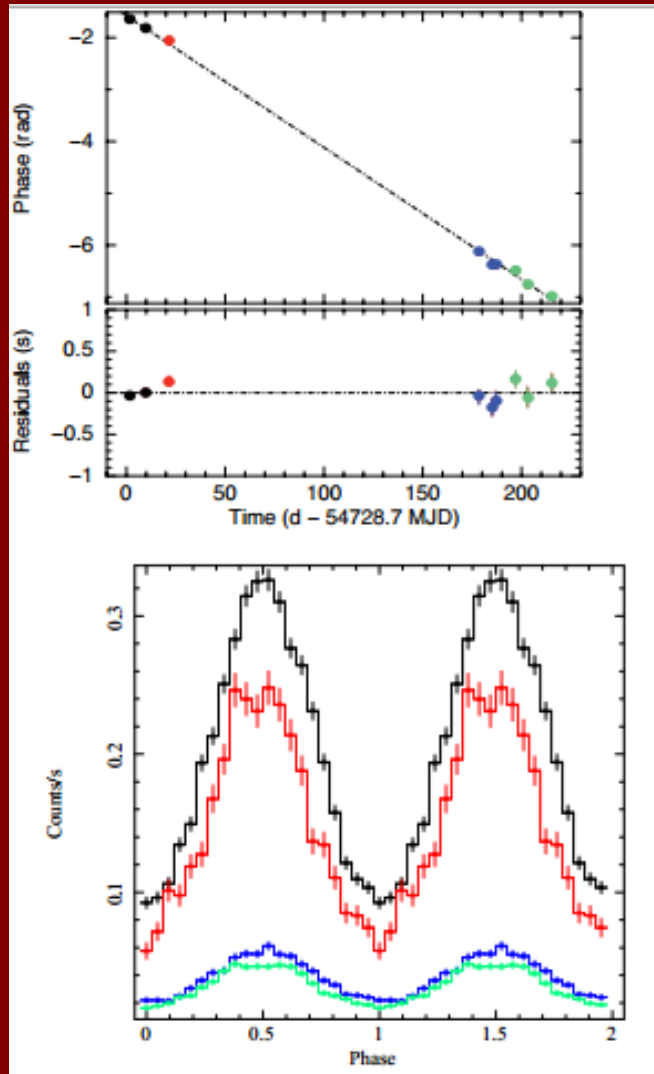 −2
−4
−6
Phase (rad)
1
0.5
0
−0.5
−1
Residuals (s)
0 50 100 150 200
Time (d − 54728.7 MJD)
0.3
0.2
0.1
Counts/s
0 0.5 1 1.5 2
Phase